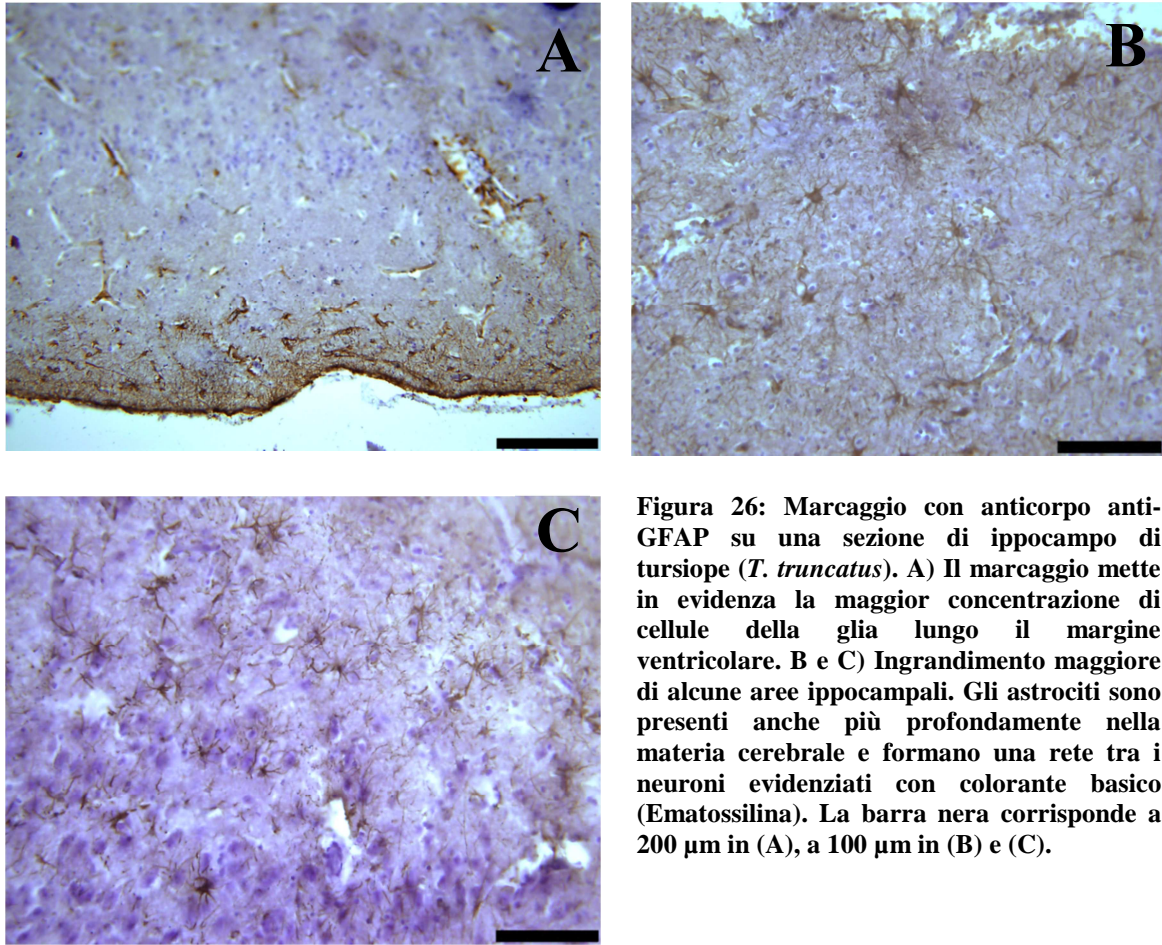 A
B
C
Figura 26: Marcaggio con anticorpo anti-
GFAP su una sezione di ippocampo di
tursiope (T. truncatus). A) Il marcaggio mette
in evidenza la maggior concentrazione di
cellule della glia lungo il margine
ventricolare. B e C) Ingrandimento maggiore
di alcune aree ippocampali. Gli astrociti sono
presenti anche più profondamente nella
materia cerebrale e formano una rete tra i
neuroni evidenziati con colorante basico
(Ematossilina). La barra nera corrisponde a
200 µm in (A), a 100 µm in (B) e (C).